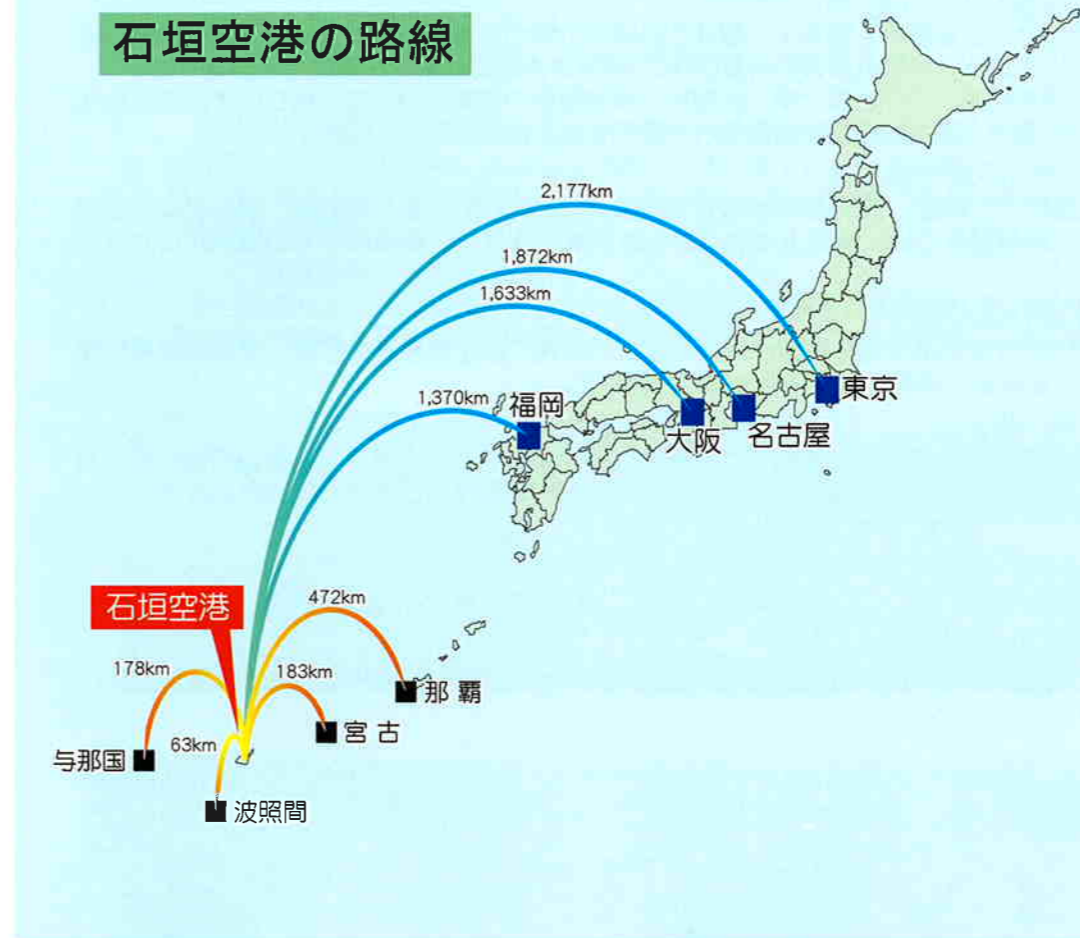 石垣空港の路線
2,177km
1,872km
1,633km
1,370km
福岡
東京
大阪
名古屋
石垣空港
472km
178km
183km
那覇
宮古
63km
与那国
波照間